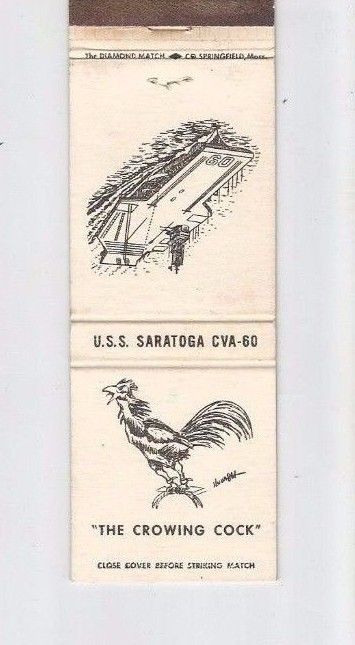 The DIAMOND MATCH CO SPRINGFIELD, Mass.
60
U.S.S. SARATOGA CVA-60
"THE CROWING COCK"
CLOSE COVER BEFORE STRIKING MATCH